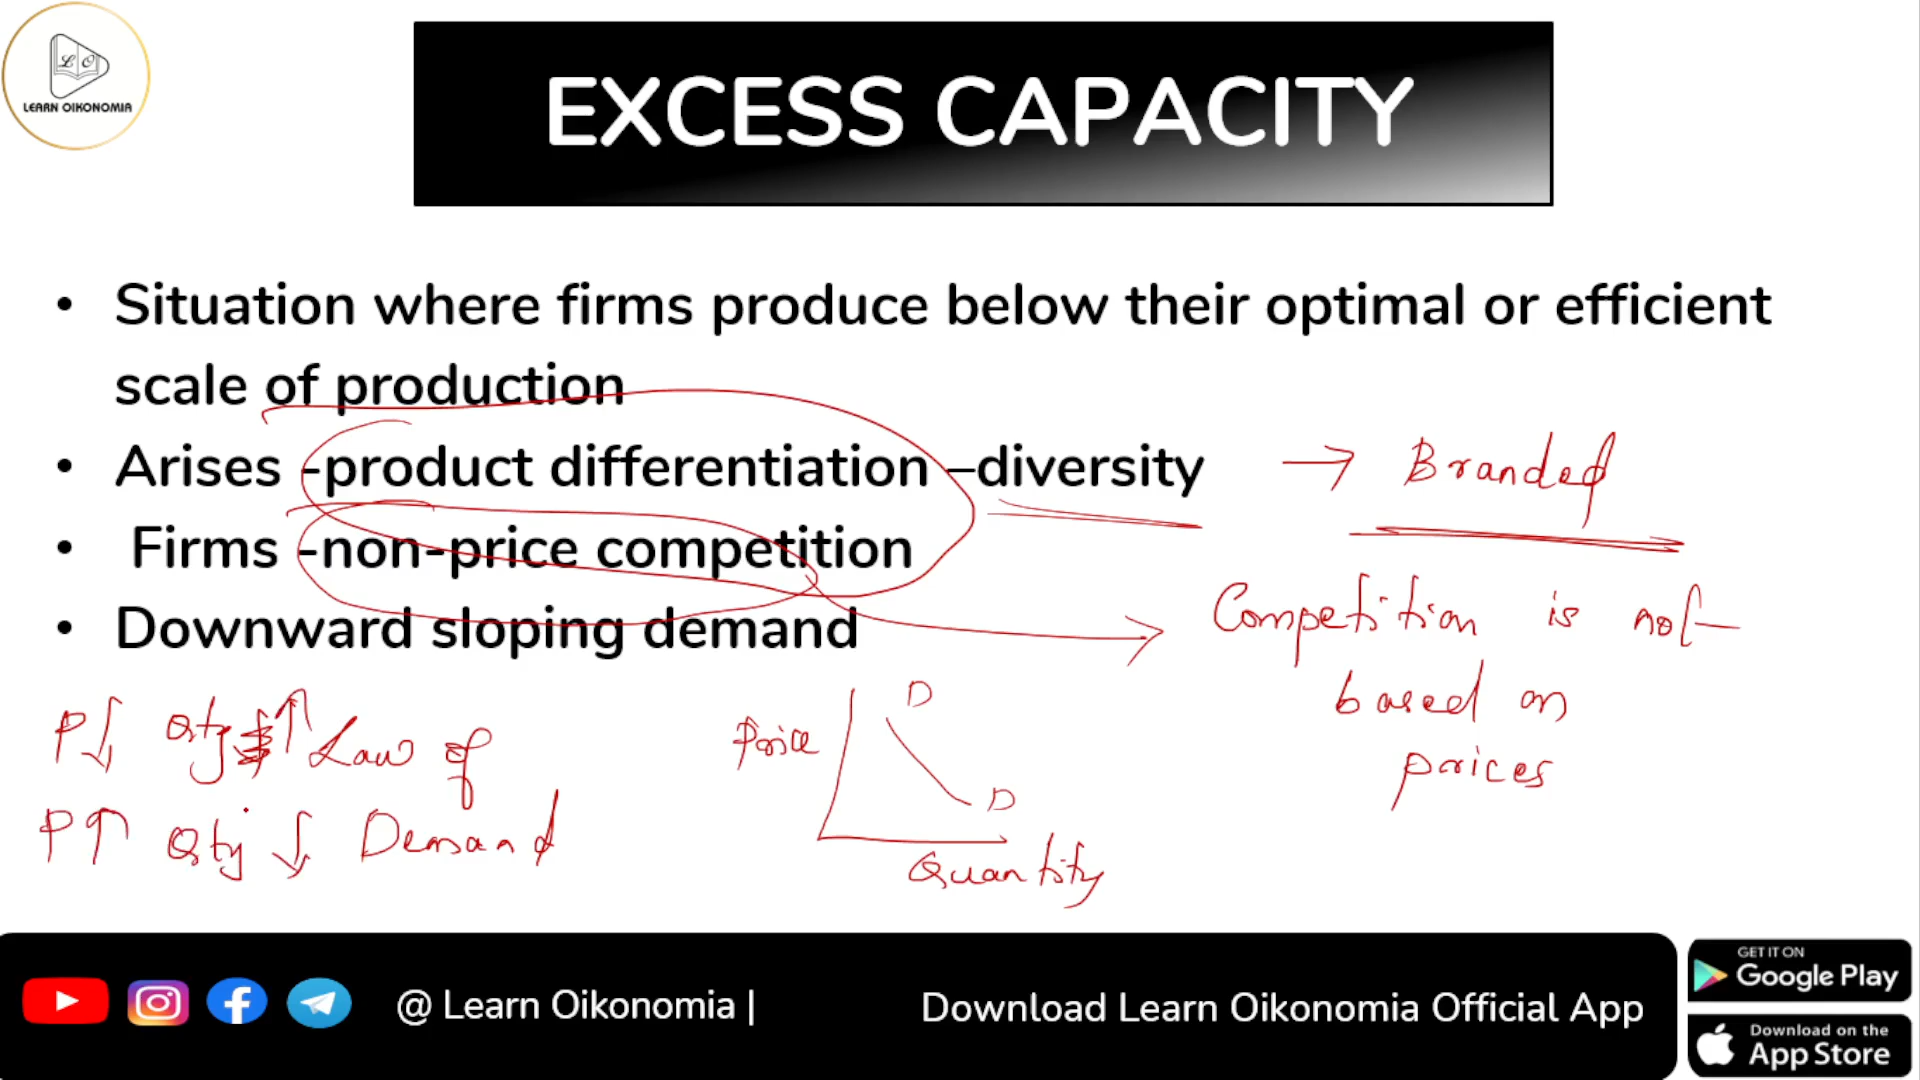 LO
LEARN OIKONOMIA
EXCESS CAPACITY
• Situation where firms produce below their optimal or efficient
scale of production
• Arises -product differentiation –diversity → Branded
• Firms -non-price competition
• Downward sloping demand
Competition is not
based on
prices
P↓ Qty ↑ Law of
P↑ Qty ↓ Demand
D
Price
D
Quantity
@ Learn Oikonomia |
Download Learn Oikonomia Official App
GET IT ON
Google Play
Download on the
App Store